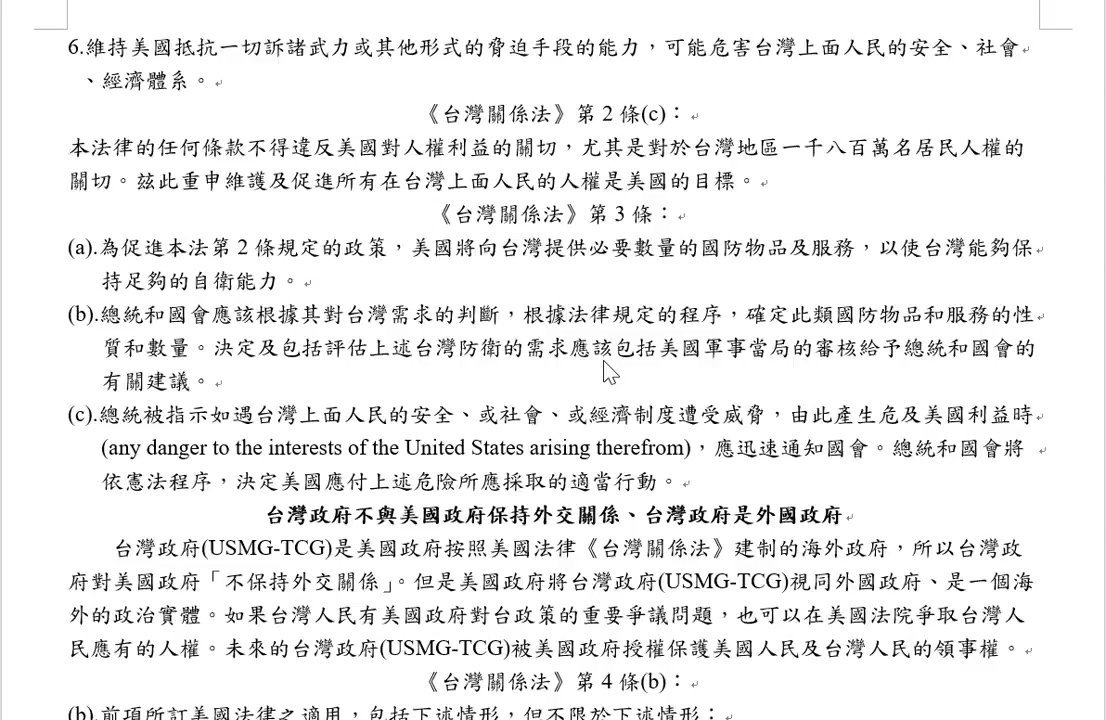 6.維持美國抵抗一切訴諸武力或其他形式的脅迫手段的能力，可能危害台灣上面人民的安全、社會
、經濟體系。
《台灣關係法》第 2 條(c)：
本法律的任何條款不得違反美國對人權利益的關切，尤其是對於台灣地區一千八百萬名居民人權的
關切。茲此重申維護及促進所有在台灣上面人民的人權是美國的目標。
《台灣關係法》第 3 條：
(a).為促進本法第 2 條規定的政策，美國將向台灣提供必要數量的國防物品及服務，以使台灣能夠保
持足夠的自衛能力。
(b).總統和國會應該根據其對台灣需求的判斷，根據法律規定的程序，確定此類國防物品和服務的性
質和數量。決定及包括評估上述台灣防衛的需求應該包括美國軍事當局的審核給予總統和國會的
有關建議。
(c).總統被指示如遇台灣上面人民的安全、或社會、或經濟制度遭受威脅，由此產生危及美國利益時
(any danger to the interests of the United States arising therefrom)，應迅速通知國會。總統和國會將
依憲法程序，決定美國應付上述危險所應採取的適當行動。
台灣政府不與美國政府保持外交關係、台灣政府是外國政府
台灣政府(USMG-TCG)是美國政府按照美國法律《台灣關係法》建制的海外政府，所以台灣政
府對美國政府「不保持外交關係」。但是美國政府將台灣政府(USMG-TCG)視同外國政府、是一個海
外的政治實體。如果台灣人民有美國政府對台政策的重要爭議問題，也可以在美國法院爭取台灣人
民應有的人權。未來的台灣政府(USMG-TCG)被美國政府授權保護美國人民及台灣人民的領事權。
《台灣關係法》第 4 條(b)：
(b).前項所訂美國法律之適用，包括下述情形，但不限於下述情形：